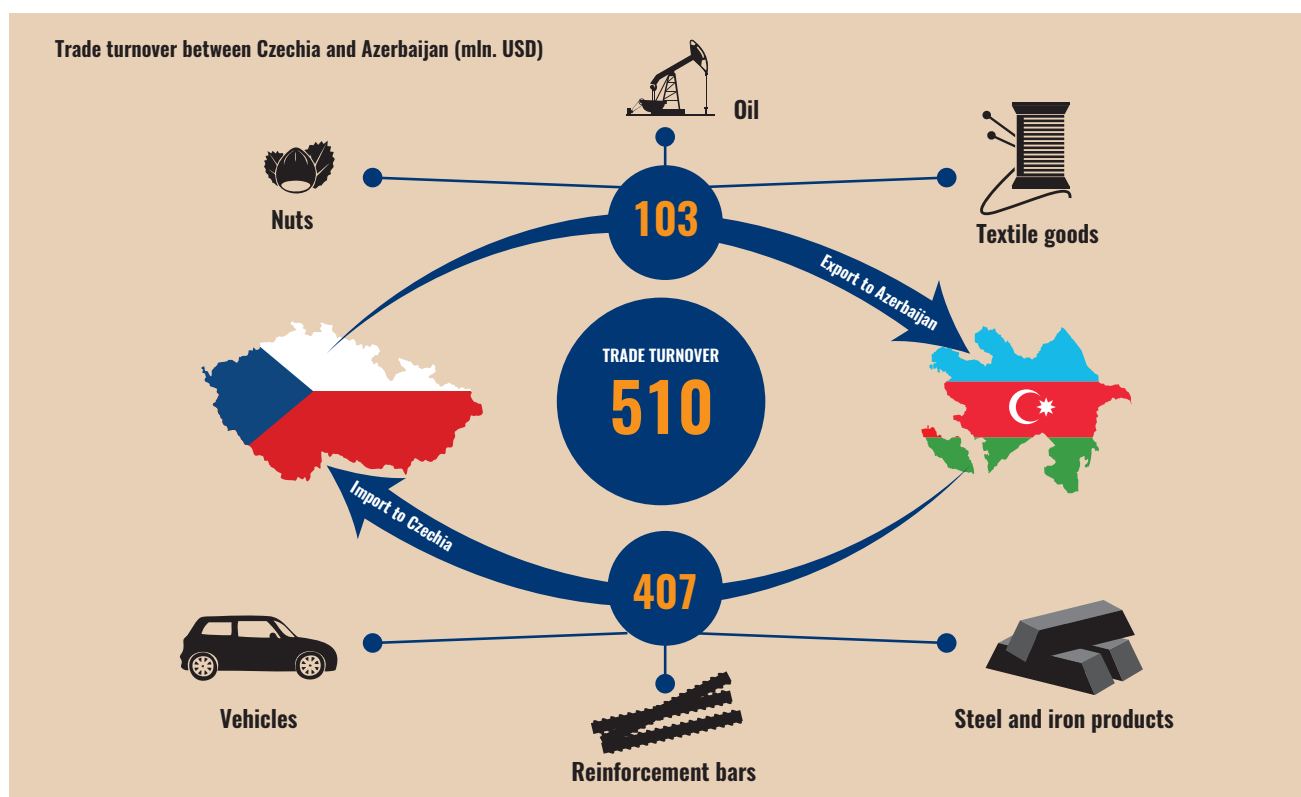 Trade turnover between Czechia and Azerbaijan (mln. USD)
Oil
Nuts
Textile goods
103
Export to Azerbaijan
TRADE TURNOVER
510
Import to Czechia
407
Vehicles
Steel and iron products
Reinforcement bars